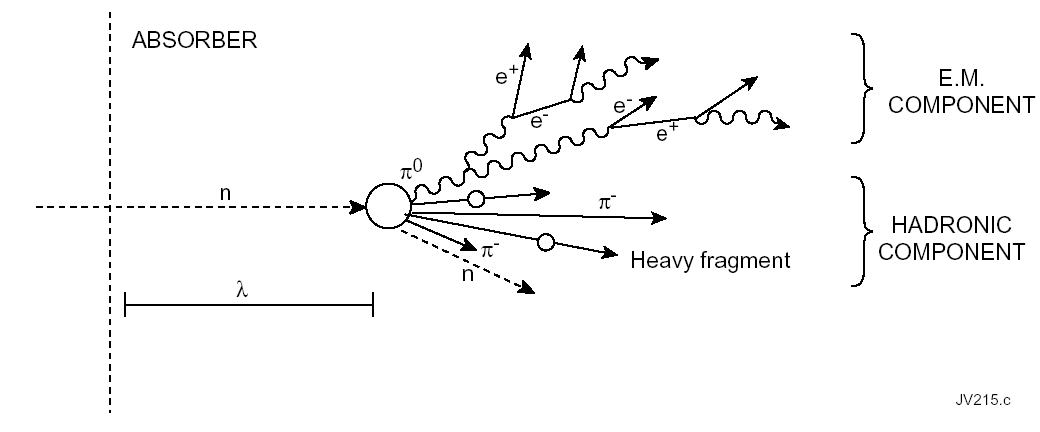 ABSORBER
e⁺
e⁻
e⁻
e⁺
E.M.
COMPONENT
π⁰
n
π⁻
π⁻
n
Heavy fragment
HADRONIC
COMPONENT
λ
JV215.c